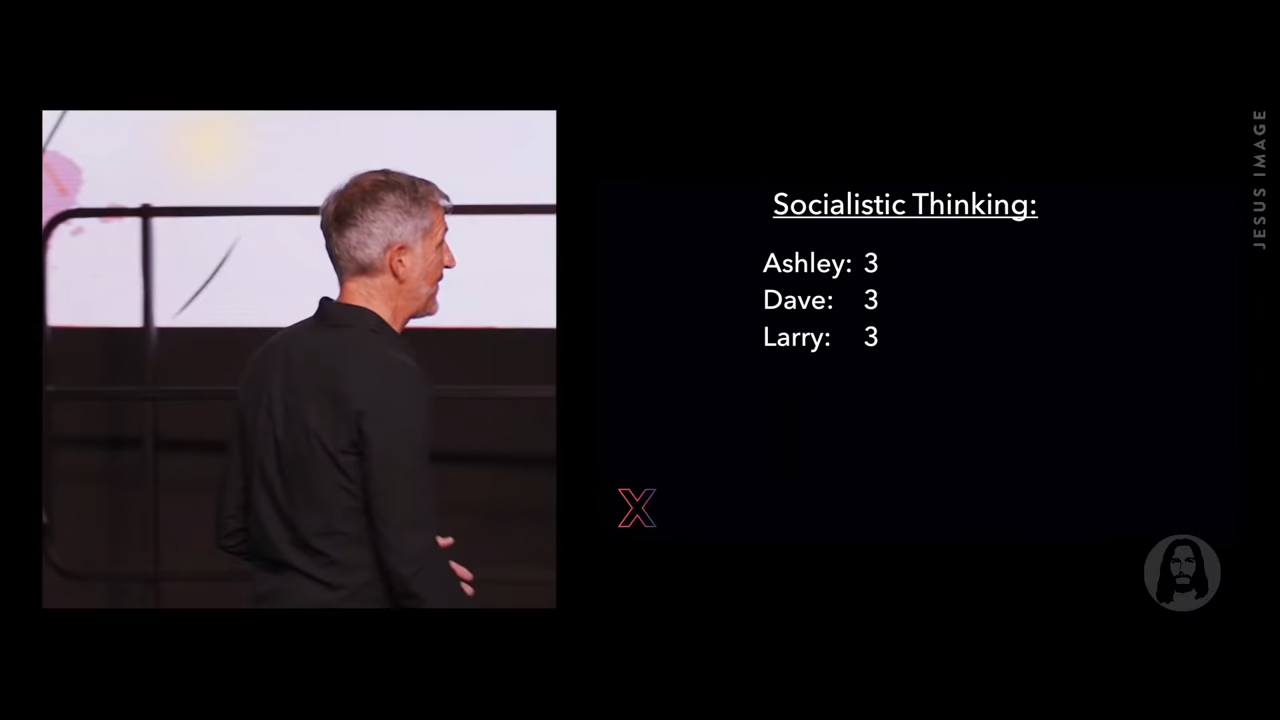 Socialistic Thinking:
Ashley: 3
Dave: 3
Larry: 3
X
JESUS IMAGE